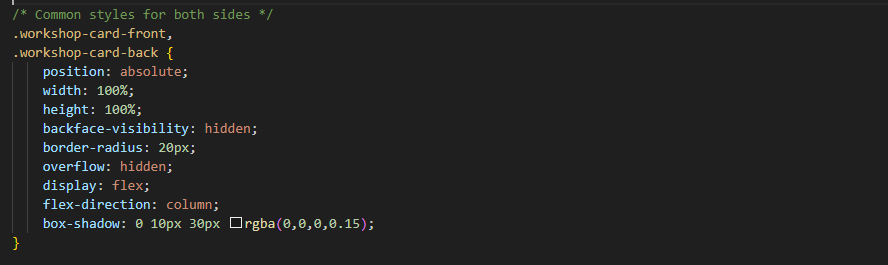 /* Common styles for both sides */
.workshop-card-front,
.workshop-card-back {
    position: absolute;
    width: 100%;
    height: 100%;
    backface-visibility: hidden;
    border-radius: 20px;
    overflow: hidden;
    display: flex;
    flex-direction: column;
    box-shadow: 0 10px 30px rgba(0,0,0,0.15);
}